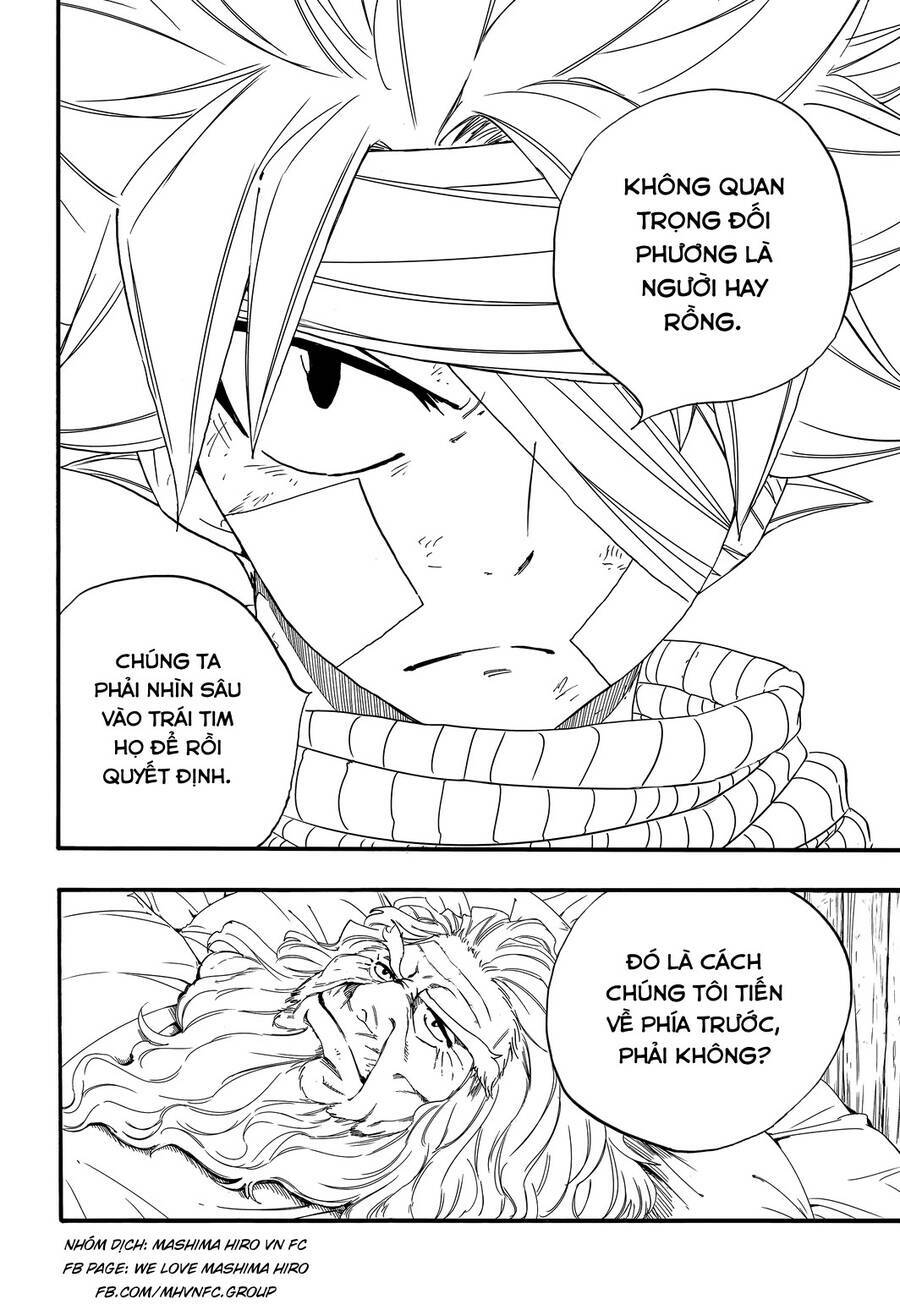 KHÔNG QUAN
TRỌNG ĐỐI
PHƯƠNG LÀ
NGƯỜI HAY
RỒNG.
CHÚNG TA
PHẢI NHÌN SÂU
VÀO TRÁI TIM
HỌ ĐỂ RỒI
QUYẾT ĐỊNH.
ĐÓ LÀ CÁCH
CHÚNG TÔI TIẾN
VỀ PHÍA TRƯỚC,
PHẢI KHÔNG?
NHÓM DỊCH: MASHIMA HIRO VN FC
FB PAGE: WE LOVE MASHIMA HIRO
FB.COM/MHVNFC.GROUP